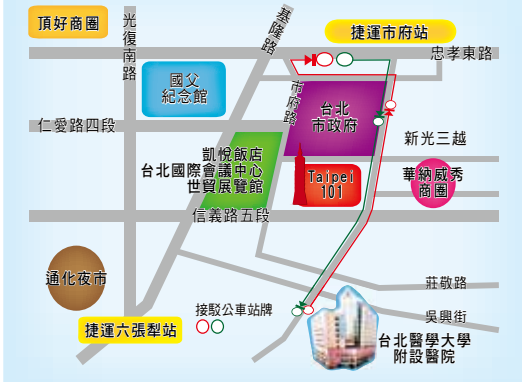 頂好商圈
光復南路
基隆路
捷運市府站
忠孝東路
國父
紀念館
市府路
台北
市政府
仁愛路四段
新光三越
凱悅飯店
台北國際會議中心
世貿展覽館
Taipei
101
華納威秀
商圈
信義路五段
通化夜市
莊敬路
接駁公車站牌
吳興街
捷運六張犁站
台北醫學大學
附設醫院